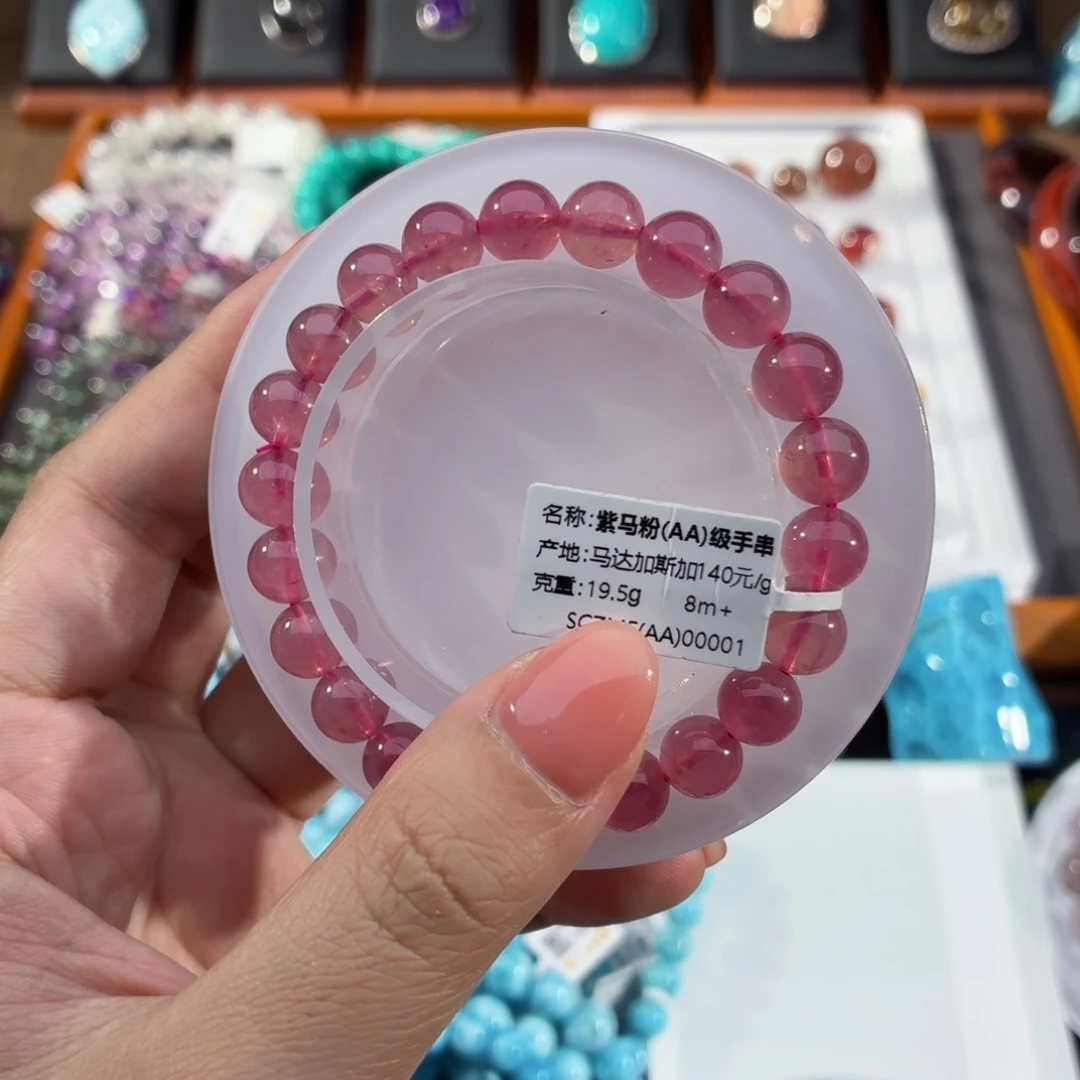 名称:紫马粉(AA)级手串
产地:马达加斯加140元/g
克重:19.5g 8m+
(AA)00001